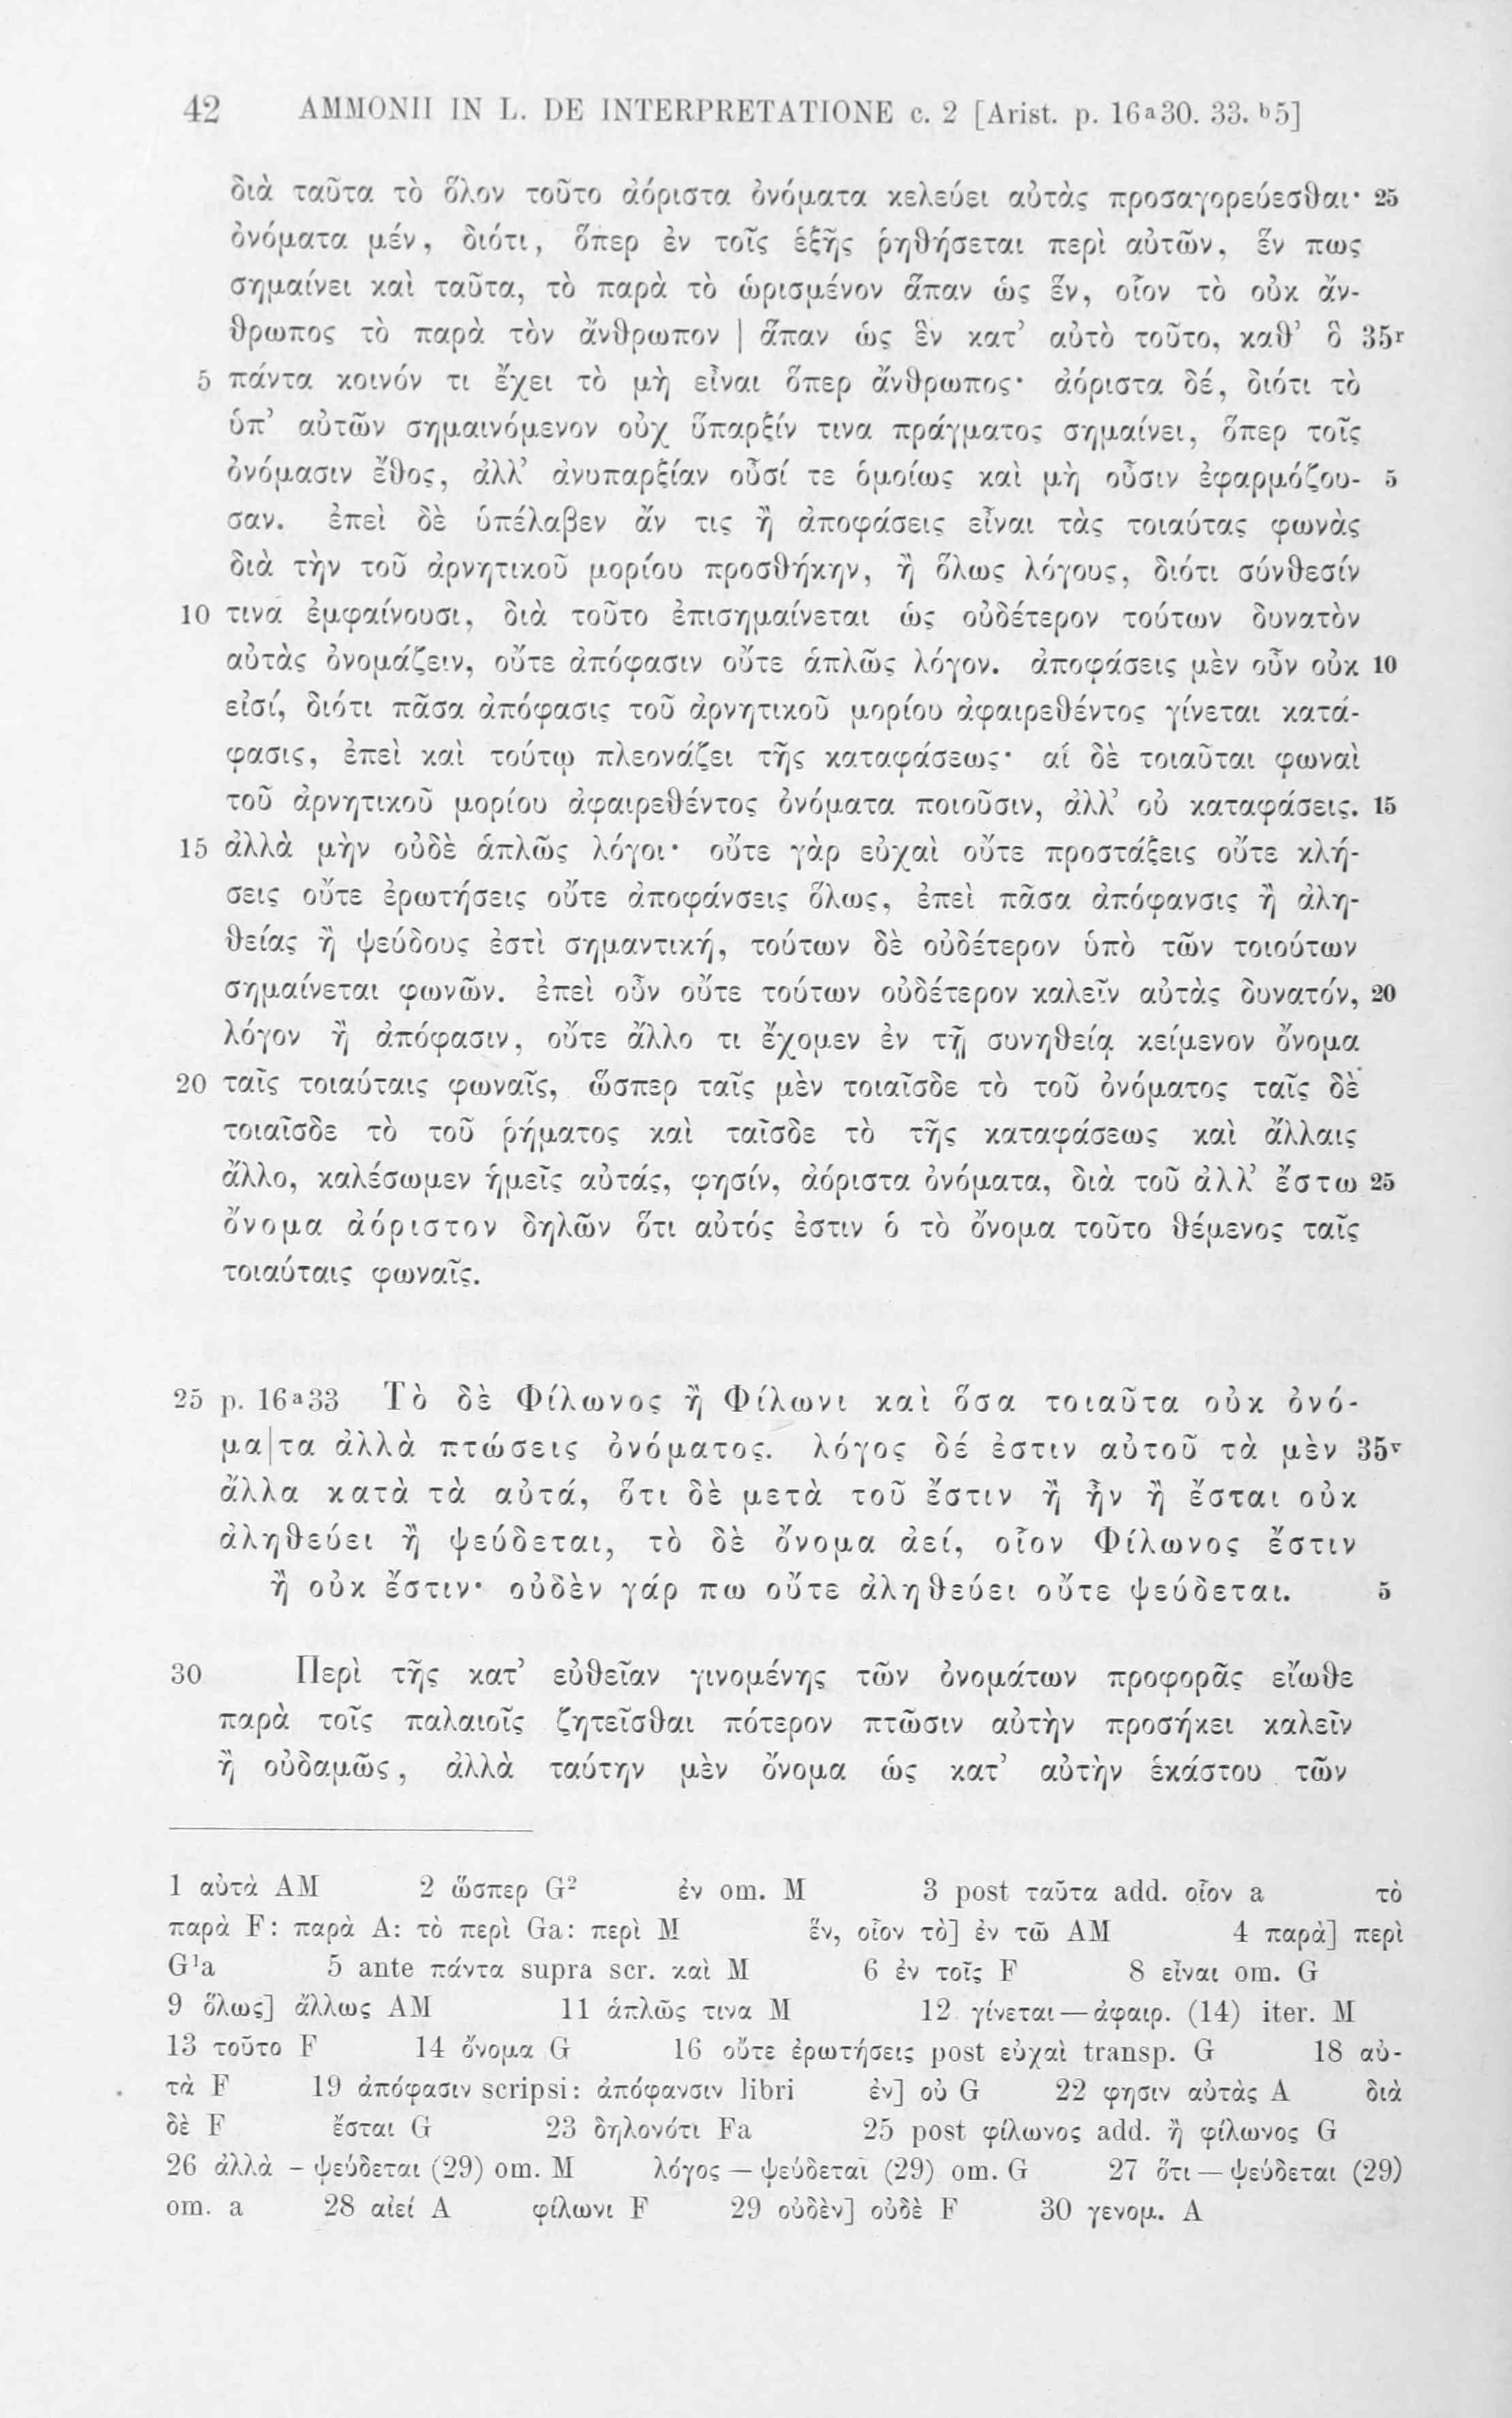 42 AMMONII IN L. DE INTERPRETATIONE c. 2 [Arist. p. 16ª30. 33. ᵇ5]
διὰ ταῦτα τὸ ὅλον τοῦτο ἀόριστα ὀνόματα κελεύει αὐτὰς προσαγορεύεσθαι· 25
ὀνόματα μέν, διότι, ὅπερ ἐν τοῖς ἑξῆς ῥηθήσεται περὶ αὐτῶν, ἕν πως
σημαίνει καὶ ταῦτα, τὸ παρὰ τὸ ὡρισμένον ἅπαν ὡς ἕν, οἷον τὸ οὐκ ἄν-
θρωπος τὸ παρὰ τὸν ἄνθρωπον | ἅπαν ὡς ἓν κατ’ αὐτὸ τοῦτο, καθ’ ὃ 35ʳ
5 πάντα κοινόν τι ἔχει τὸ μὴ εἶναι ὅπερ ἄνθρωπος· ἀόριστα δέ, διότι τὸ
ὑπ’ αὐτῶν σημαινόμενον οὐχ ὕπαρξίν τινα πράγματος σημαίνει, ὅπερ τοῖς
ὀνόμασιν ἔθος, ἀλλ’ ἀνυπαρξίαν οὖσί τε ὁμοίως καὶ μὴ οὖσιν ἐφαρμόζου- 5
σαν. ἐπεὶ δὲ ὑπέλαβεν ἄν τις ἢ ἀποφάσεις εἶναι τὰς τοιαύτας φωνὰς
διὰ τὴν τοῦ ἀρνητικοῦ μορίου προσθήκην, ἢ ὅλως λόγους, διότι σύνθεσίν
10 τινα ἐμφαίνουσι, διὰ τοῦτο ἐπισημαίνεται ὡς οὐδέτερον τούτων δυνατὸν
αὐτὰς ὀνομάζειν, οὔτε ἀπόφασιν οὔτε ἁπλῶς λόγον. ἀποφάσεις μὲν οὖν οὐκ 10
εἰσί, διότι πᾶσα ἀπόφασις τοῦ ἀρνητικοῦ μορίου ἀφαιρεθέντος γίνεται κατά-
φασις, ἐπεὶ καὶ τούτῳ πλεονάζει τῆς καταφάσεως· αἱ δὲ τοιαῦται φωναὶ
τοῦ ἀρνητικοῦ μορίου ἀφαιρεθέντος ὀνόματα ποιοῦσιν, ἀλλ’ οὐ καταφάσεις. 15
15 ἀλλὰ μὴν οὐδὲ ἁπλῶς λόγοι· οὔτε γὰρ εὐχαὶ οὔτε προστάξεις οὔτε κλή-
σεις οὔτε ἐρωτήσεις οὔτε ἀποφάνσεις ὅλως, ἐπεὶ πᾶσα ἀπόφανσις ἢ ἀλη-
θείας ἢ ψεύδους ἐστὶ σημαντική, τούτων δὲ οὐδέτερον ὑπὸ τῶν τοιούτων
σημαίνεται φωνῶν. ἐπεὶ οὖν οὔτε τούτων οὐδέτερον καλεῖν αὐτὰς δυνατόν, 20
λόγον ἢ ἀπόφασιν, οὔτε ἄλλο τι ἔχομεν ἐν τῇ συνηθείᾳ κείμενον ὄνομα
20 ταῖς τοιαύταις φωναῖς, ὥσπερ ταῖς μὲν τοιαῖσδε τὸ τοῦ ὀνόματος ταῖς δὲ
τοιαῖσδε τὸ τοῦ ῥήματος καὶ ταῖσδε τὸ τῆς καταφάσεως καὶ ἄλλαις
ἄλλο, καλέσωμεν ἡμεῖς αὐτάς, φησίν, ἀόριστα ὀνόματα, διὰ τοῦ ἀλλ’ ἔστω 25
ὄνομα ἀόριστον δηλῶν ὅτι αὐτός ἐστιν ὁ τὸ ὄνομα τοῦτο θέμενος ταῖς
τοιαύταις φωναῖς.
25 p. 16ª33 Τὸ δὲ Φίλωνος ἢ Φίλωνι καὶ ὅσα τοιαῦτα οὐκ ὀνό-
μα|τα ἀλλὰ πτώσεις ὀνόματος. λόγος δέ ἐστιν αὐτοῦ τὰ μὲν 35ᵛ
ἄλλα κατὰ τὰ αὐτά, ὅτι δὲ μετὰ τοῦ ἔστιν ἢ ἦν ἢ ἔσται οὐκ
ἀληθεύει ἢ ψεύδεται, τὸ δὲ ὄνομα ἀεί, οἷον Φίλωνος ἔστιν
ἢ οὐκ ἔστιν· οὐδὲν γάρ πω οὔτε ἀληθεύει οὔτε ψεύδεται. 5
30 Περὶ τῆς κατ’ εὐθεῖαν γινομένης τῶν ὀνομάτων προφορᾶς εἴωθε
παρὰ τοῖς παλαιοῖς ζητεῖσθαι πότερον πτῶσιν αὐτὴν προσήκει καλεῖν
ἢ οὐδαμῶς, ἀλλὰ ταύτην μὲν ὄνομα ὡς κατ’ αὐτὴν ἑκάστου τῶν
1 αὐτὰ AM 2 ὥσπερ G² ἐν om. M 3 post ταῦτα add. οἷον a τὸ
παρὰ F: παρὰ A: τὸ περὶ Ga: περὶ M ἕν, οἷον τὸ] ἐν τῶ AM 4 παρὰ] περὶ
G¹a 5 ante πάντα supra scr. καὶ M 6 ἐν τοῖς F 8 εἶναι om. G
9 ὅλως] ἄλλως AM 11 ἁπλῶς τινα M 12 γίνεται — ἀφαιρ. (14) iter. M
13 τοῦτο F 14 ὄνομα G 16 οὔτε ἐρωτήσεις post εὐχαὶ transp. G 18 αὐ-
τὰ F 19 ἀπόφασιν scripsi: ἀπόφανσιν libri ἐν] οὐ G 22 φησιν αὐτὰς A διὰ
δὲ F ἔσται G 23 δηλονότι Fa 25 post φίλωνος add. ἢ φίλωνος G
26 ἀλλὰ – ψεύδεται (29) om. M λόγος — ψεύδεται (29) om. G 27 ὅτι — ψεύδεται (29)
om. a 28 αἰεί A φίλωνι F 29 οὐδὲν] οὐδὲ F 30 γενομ. A